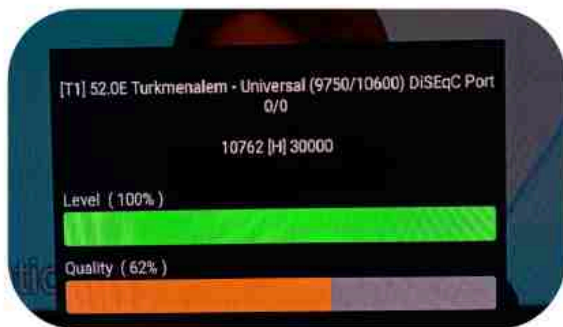 [T1] 52.0E Turkmenalem - Universal (9750/10600) DiSEqC Port
0/0
10762 [H] 30000
Level ( 100% )
Quality ( 62% )